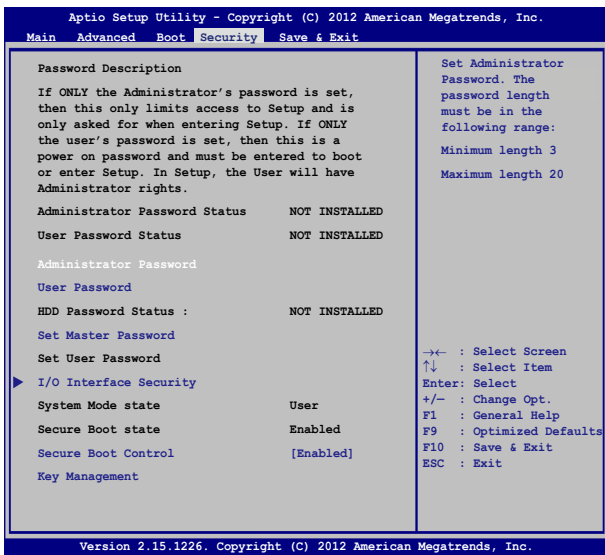 Aptio Setup Utility - Copyright (C) 2012 American Megatrends, Inc.
Main Advanced Boot Security Save & Exit
Password Description
If ONLY the Administrator's password is set,
then this only limits access to Setup and is
only asked for when entering Setup. If ONLY
the user's password is set, then this is a
power on password and must be entered to boot
or enter Setup. In Setup, the User will have
Administrator rights.
Administrator Password Status NOT INSTALLED
User Password Status NOT INSTALLED
Administrator Password
User Password
HDD Password Status : NOT INSTALLED
Set Master Password
Set User Password
I/O Interface Security
System Mode state User
Secure Boot state Enabled
Secure Boot Control [Enabled]
Key Management
Set Administrator
Password. The
password length
must be in the
following range:
Minimum length 3
Maximum length 20
→← : Select Screen
↑↓ : Select Item
Enter: Select
+/— : Change Opt.
F1 : General Help
F9 : Optimized Defaults
F10 : Save & Exit
ESC : Exit
Version 2.15.1226. Copyright (C) 2012 American Megatrends, Inc.